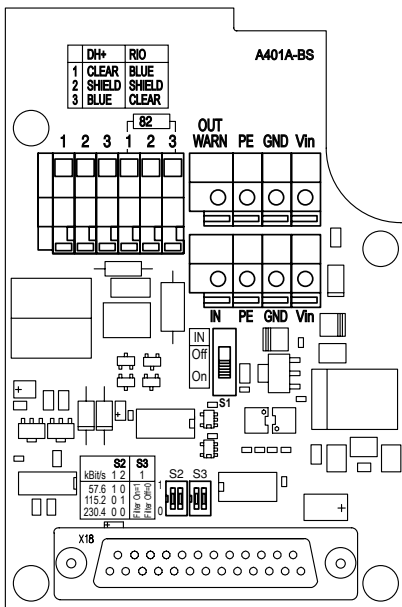 A401A-BS
DH+ RIO
1 CLEAR BLUE
2 SHIELD SHIELD
3 BLUE CLEAR
82
1 2 3 1 2 3
OUT
WARN PE GND Vin
IN PE GND Vin
IN
Off
On
S1
S2 S3
kBit/s 1 2 1
57.6 1 0
115.2 0 1
230.4 0 0
Filter On=1
Filter Off=0
1
0
S2 S3
X18